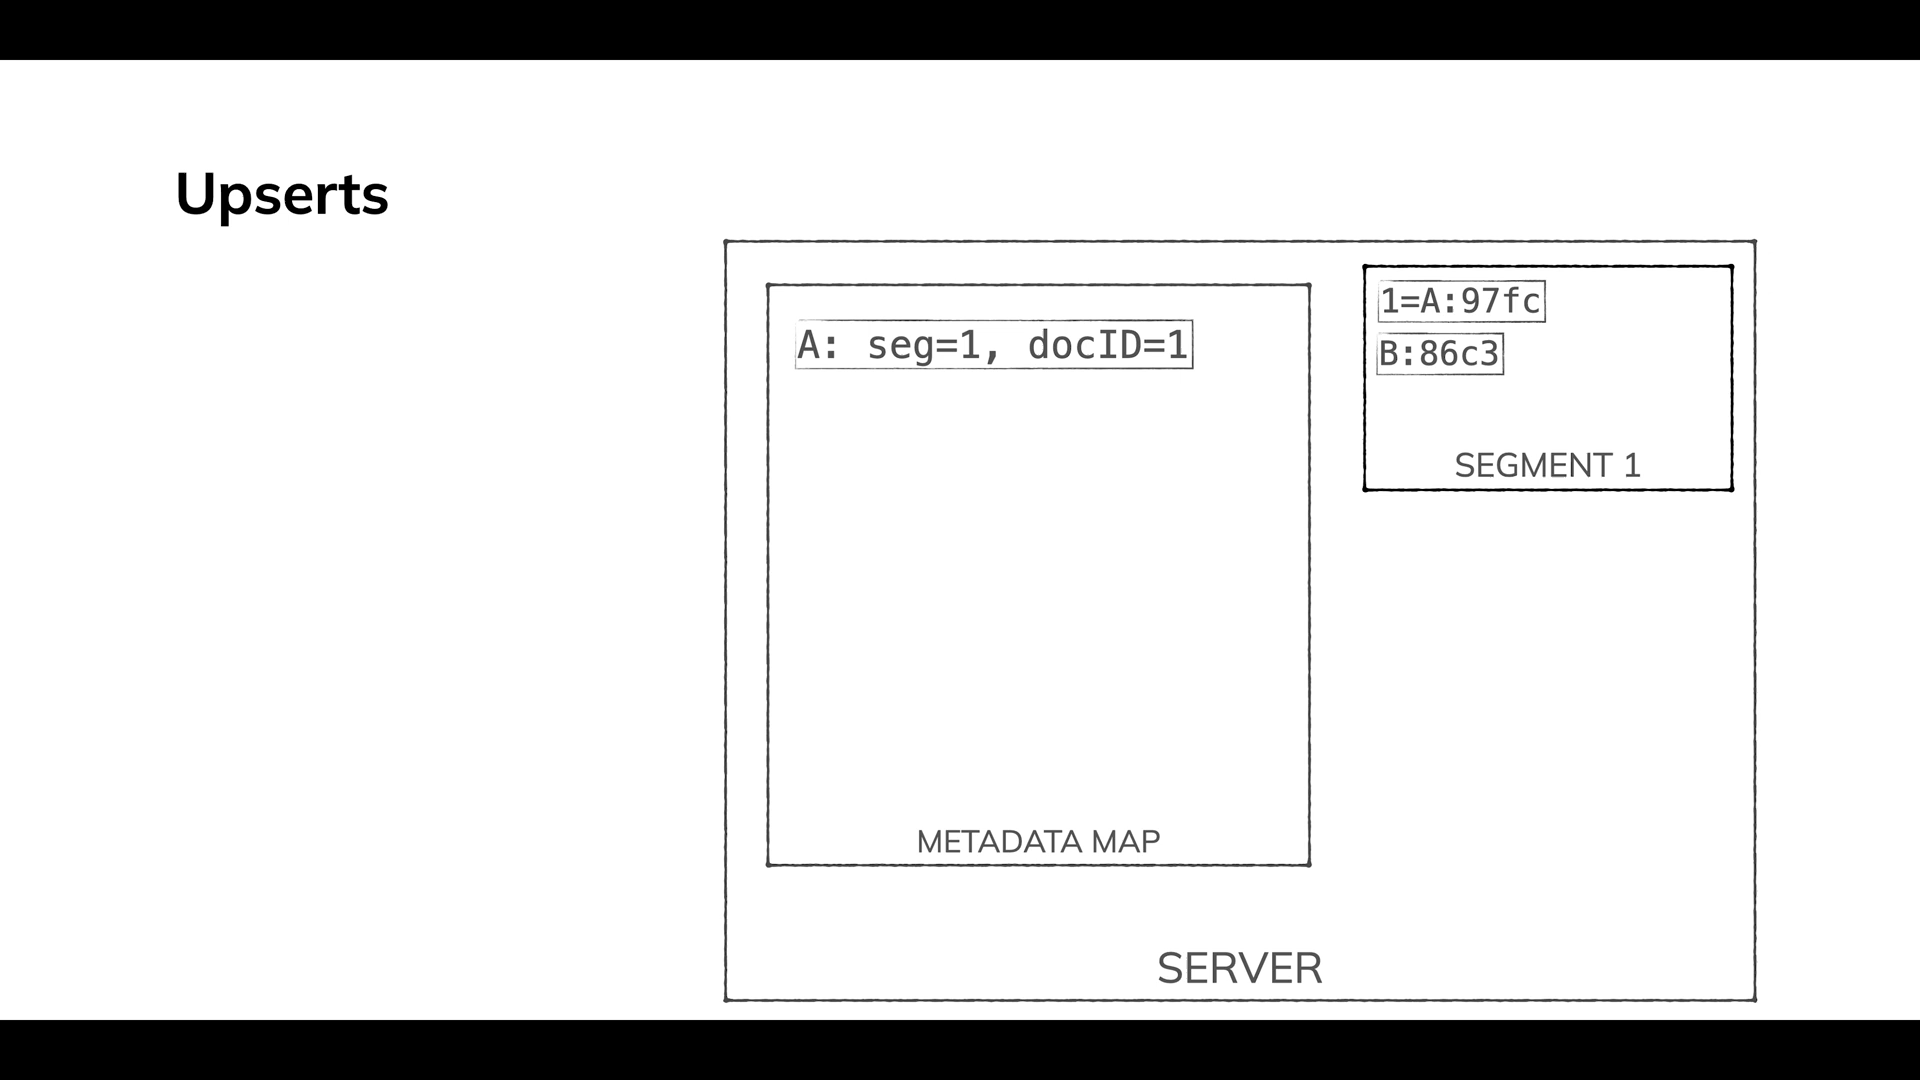 Upserts
A: seg=1, docID=1
METADATA MAP
1=A:97fc
B:86c3
SEGMENT 1
SERVER